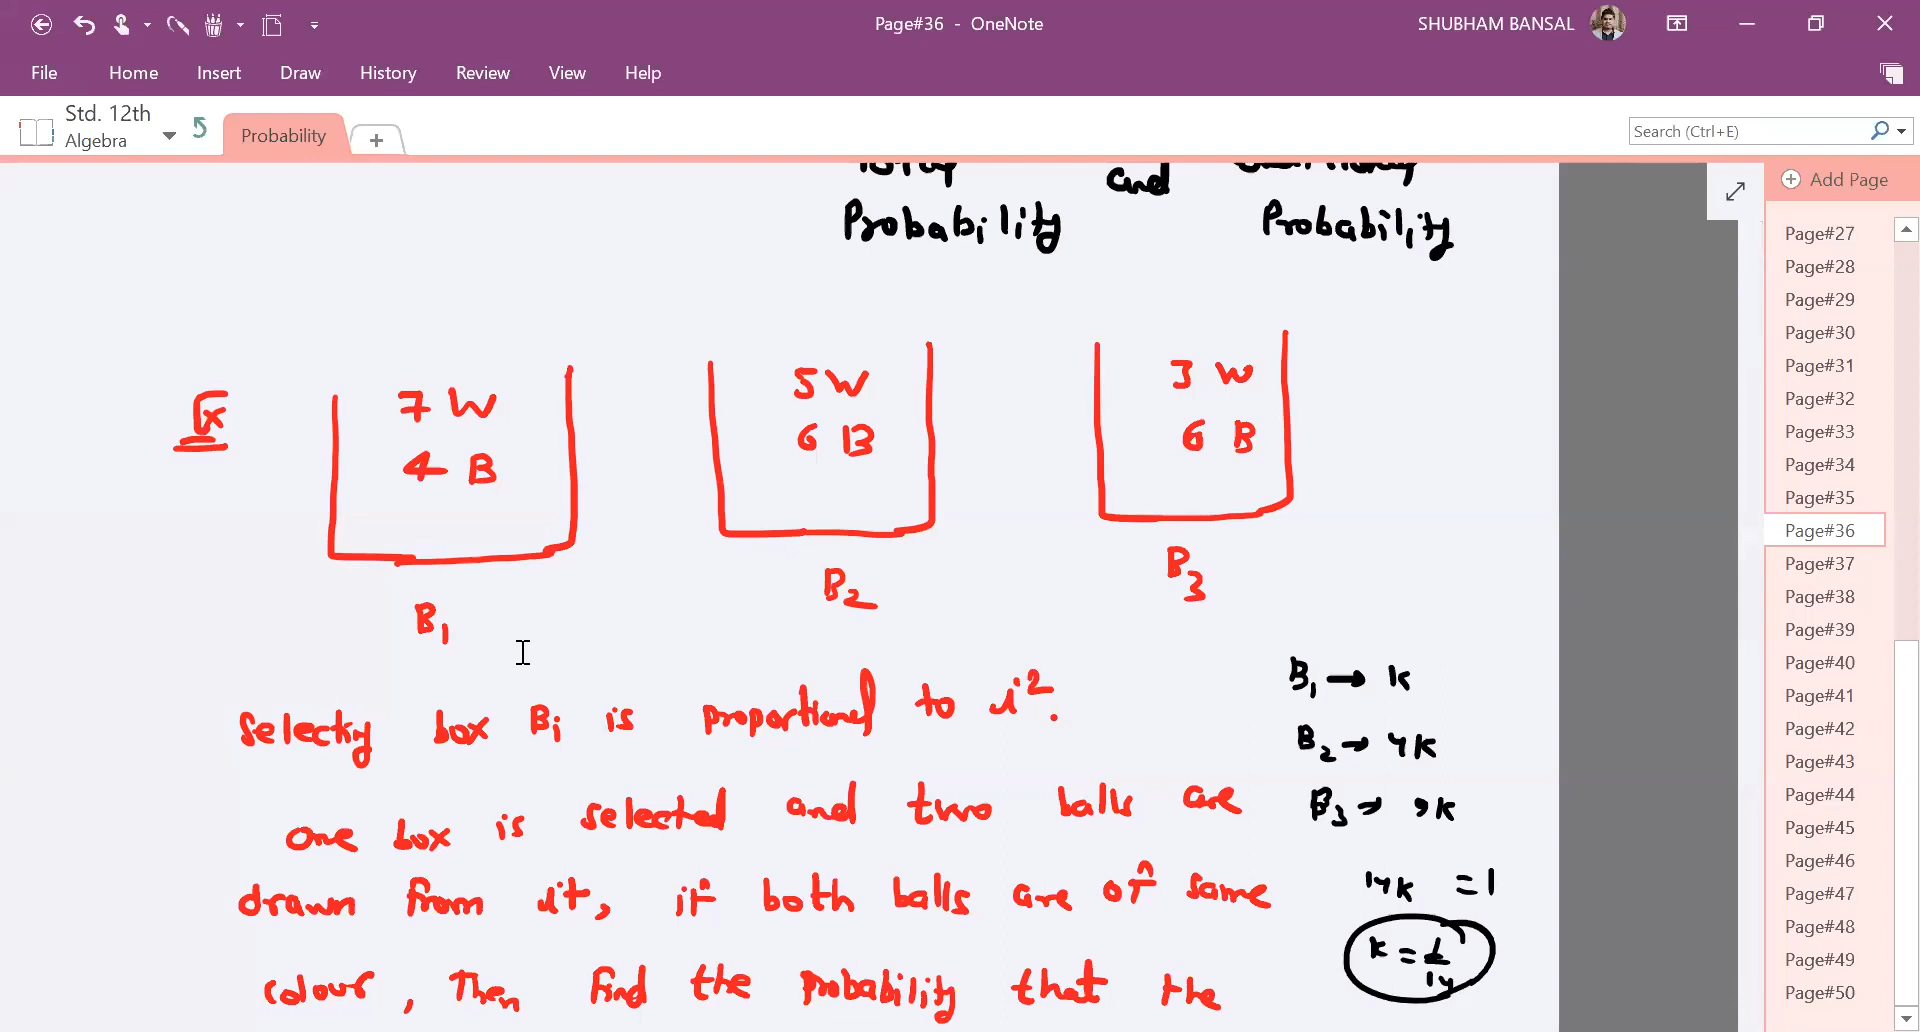 Page#36 - OneNote
SHUBHAM BANSAL
File Home Insert Draw History Review View Help
Std. 12th
Algebra
Probability
Search (Ctrl+E)
Add Page
and
Probability Probability
Ex
7 W
4 B
B1
5 W
6 B
B2
3 W
6 B
B3
selecting box Bi is proportional to i².
one box is selected and two balls are
drawn from it, if both balls are of same
colour, Then find the probability that the
B1 → k
B2 → 4k
B3 → 9k
14k = 1
k = 1/14
Page#27
Page#28
Page#29
Page#30
Page#31
Page#32
Page#33
Page#34
Page#35
Page#36
Page#37
Page#38
Page#39
Page#40
Page#41
Page#42
Page#43
Page#44
Page#45
Page#46
Page#47
Page#48
Page#49
Page#50